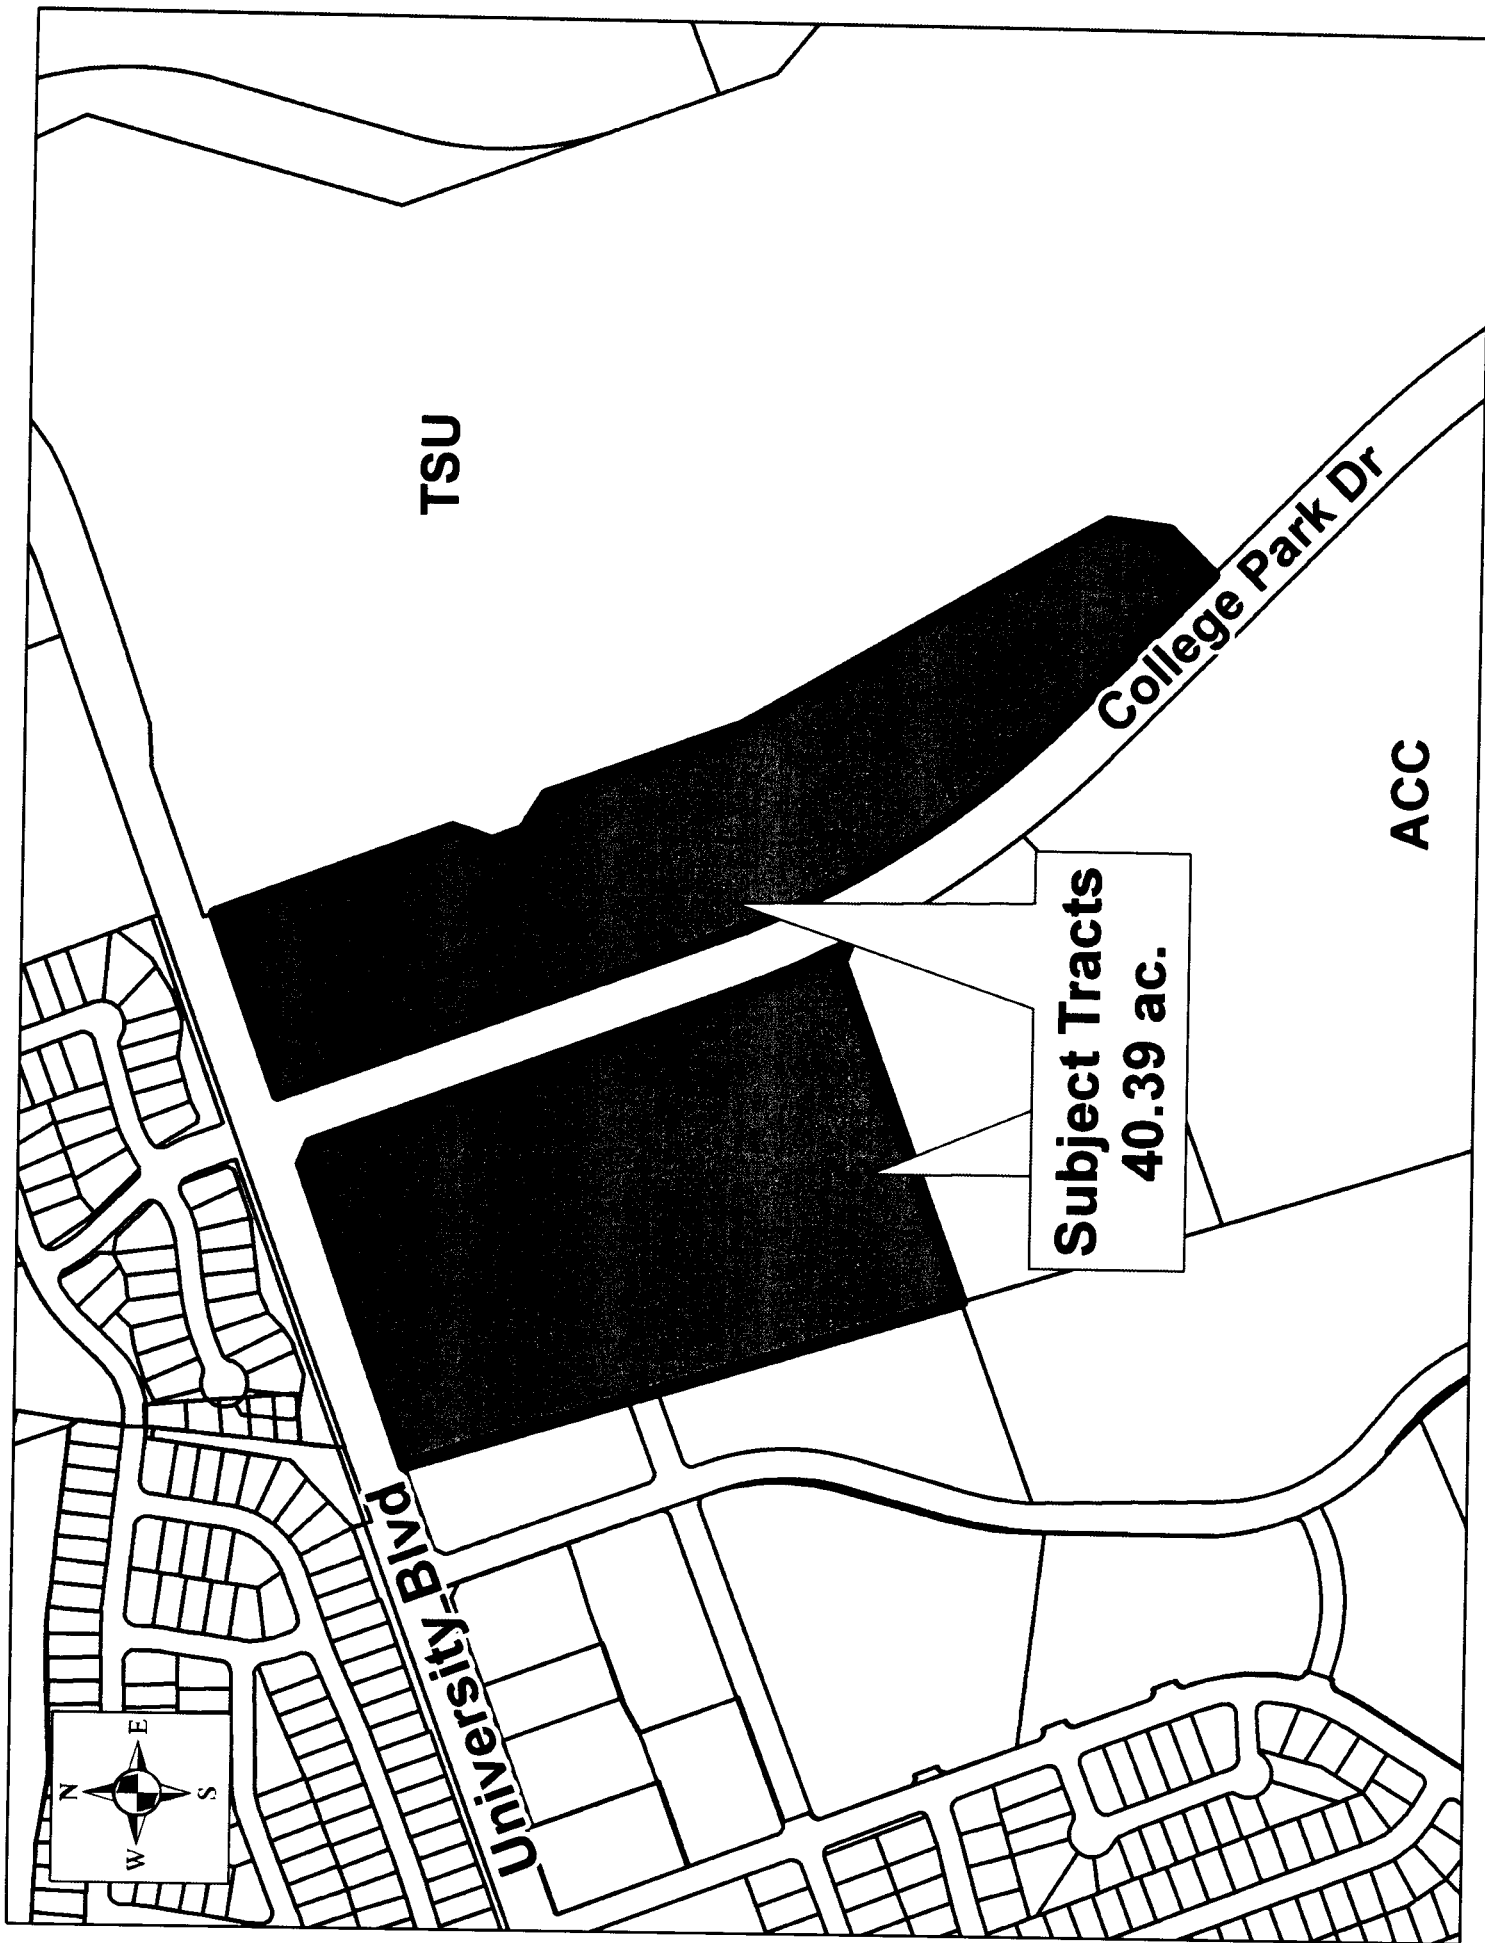 N
W
E
S
University Blvd
TSU
College Park Dr
Subject Tracts
40.39 ac.
ACC